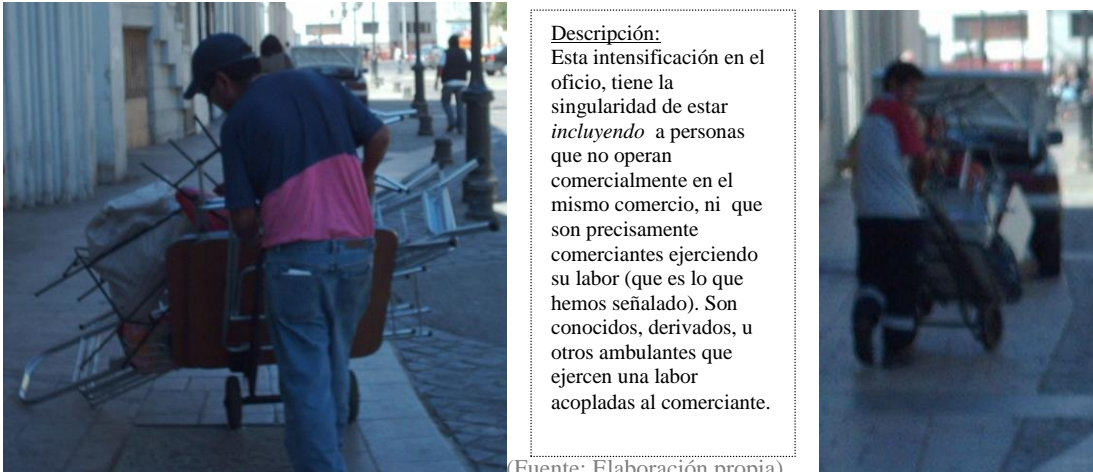 Descripción:
Esta intensificación en el
oficio, tiene la
singularidad de estar
incluyendo a personas
que no operan
comercialmente en el
mismo comercio, ni que
son precisamente
comerciantes ejerciendo
su labor (que es lo que
hemos señalado). Son
conocidos, derivados, u
otros ambulantes que
ejercen una labor
acopladas al comerciante.
(Fuente: Elaboración propia)